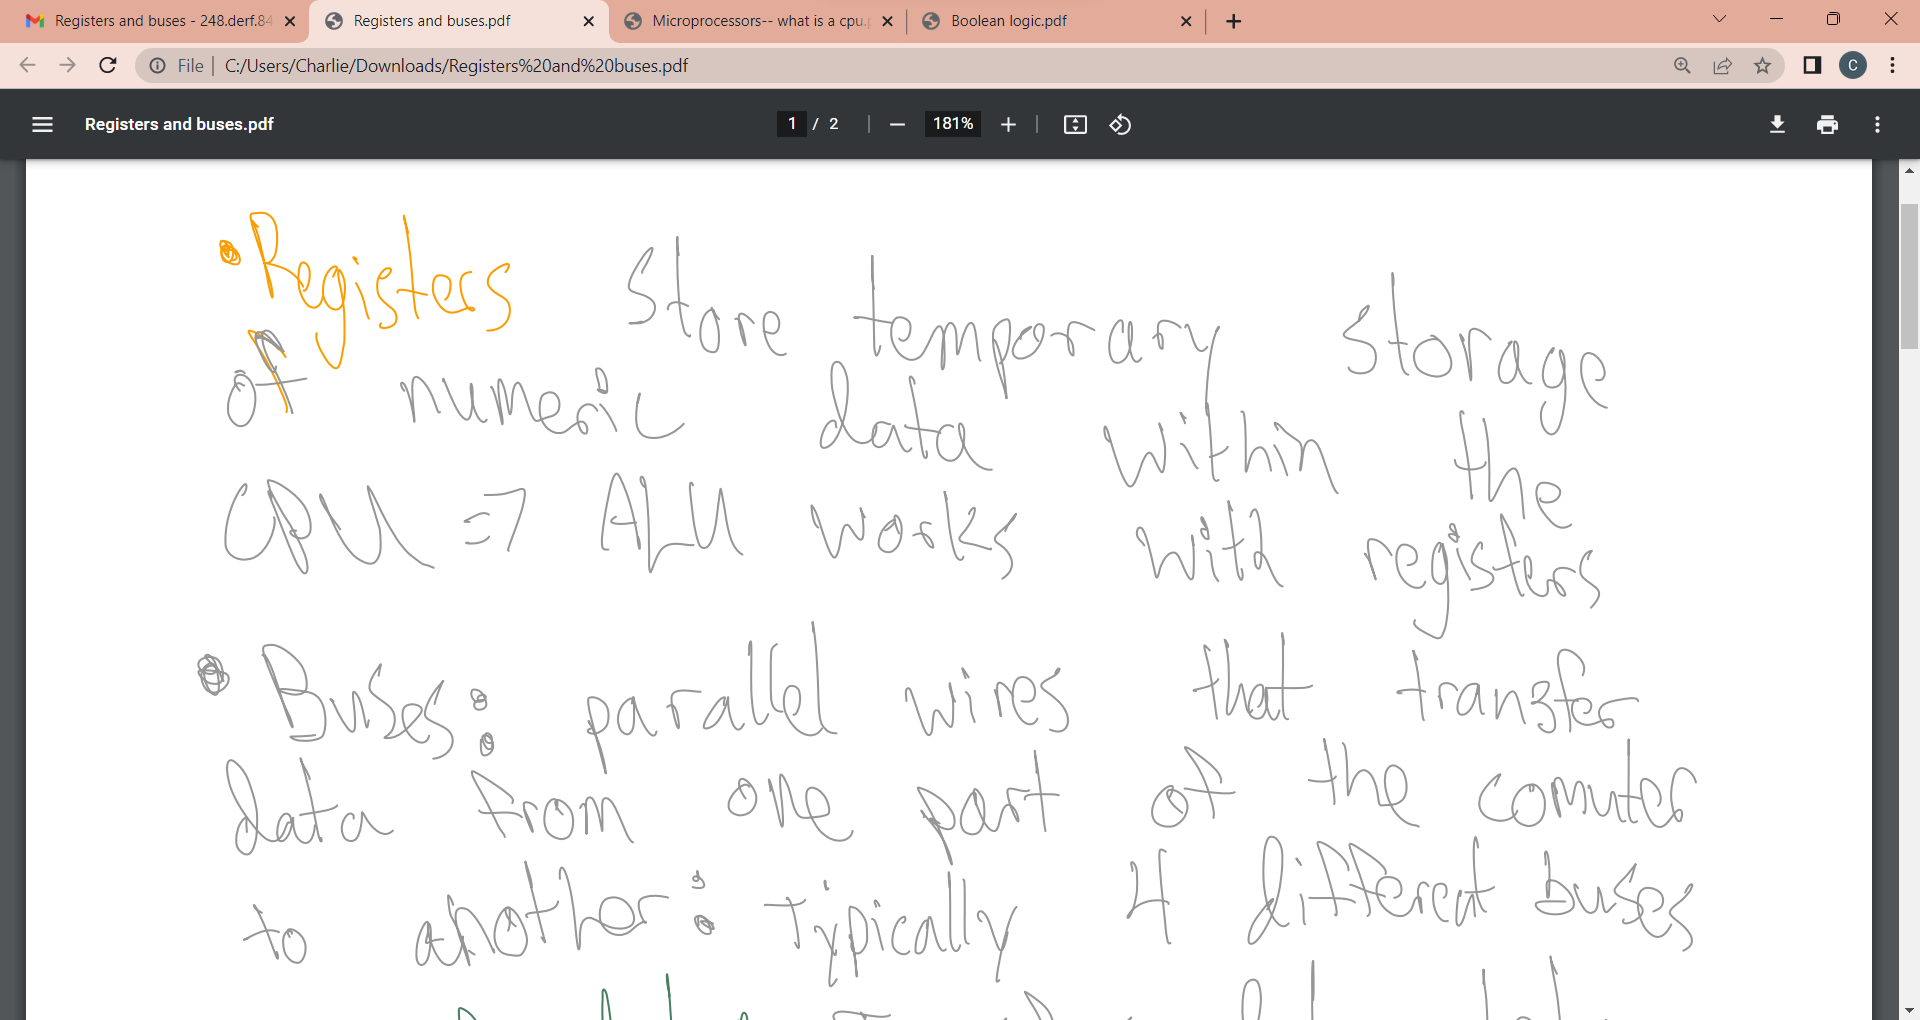 Registers and buses - 248.derf.84
Registers and buses.pdf
Microprocessors-- what is a cpu.p
Boolean logic.pdf
File
C:/Users/Charlie/Downloads/Registers%20and%20buses.pdf
C
Registers and buses.pdf
1 / 2
181%
• Registers store temporary storage
of numeric data within the
CPU => ALU works with registers
• Buses: parallel wires that transfer
data from one part of the comuter
to another: Typically 4 different buses